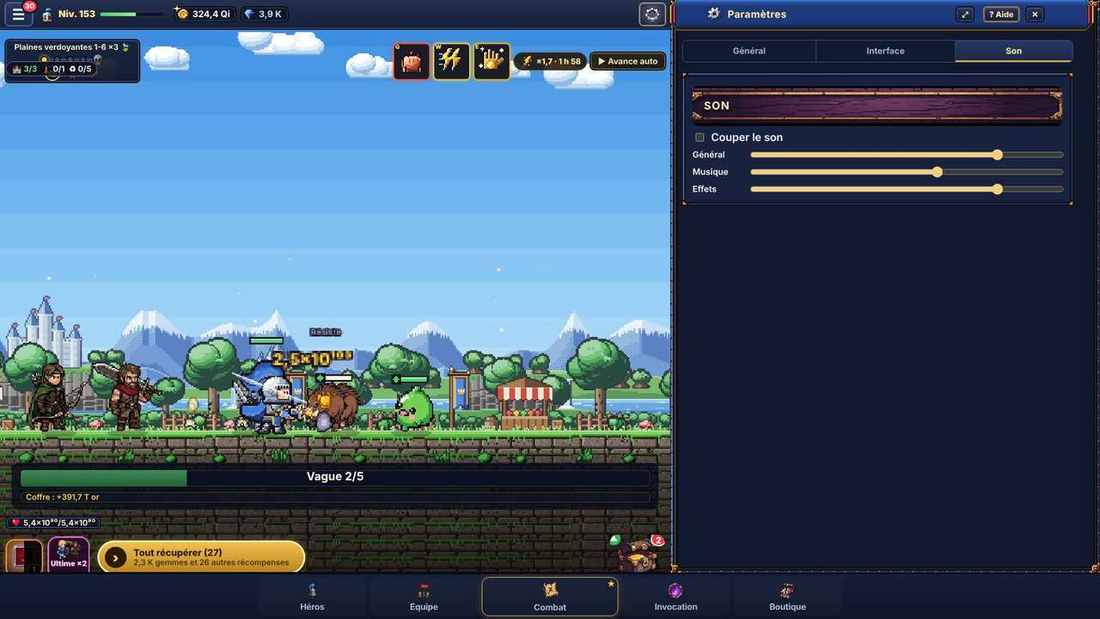 30
Niv. 153
324,4 Qi
3,9 K
Paramètres
? Aide
Plaines verdoyantes 1-6 ×3
3/3 0/1 0/5
Q
W
E
×1,7 · 1 h 58
Avance auto
Général
Interface
Son
SON
Couper le son
Général
Musique
Effets
Résiste
2,5×10¹⁰⁵
Vague 2/5
Coffre : +391,7 T or
5,4×10⁸⁰/5,4×10⁸⁰
Ultime ×2
Tout récupérer (27)
2,3 K gemmes et 26 autres récompenses
2
Héros
Équipe
Combat
Invocation
Boutique